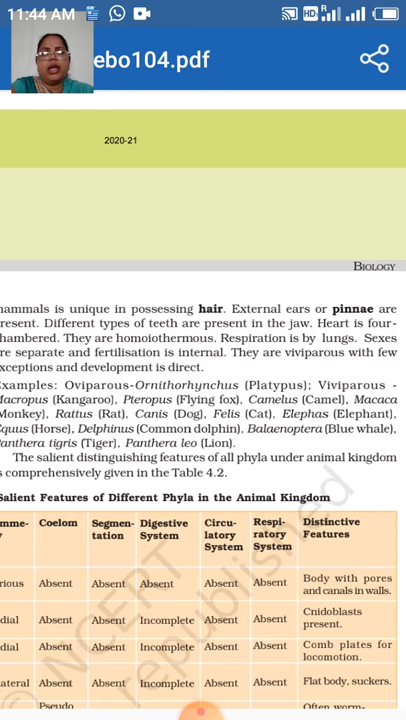 11:44 AM
HD R
ebo104.pdf
2020-21
BIOLOGY
mammals is unique in possessing hair. External ears or pinnae are
resent. Different types of teeth are present in the jaw. Heart is four-
hambered. They are homoiothermous. Respiration is by lungs. Sexes
re separate and fertilisation is internal. They are viviparous with few
xceptions and development is direct.
Examples: Oviparous-Ornithorhynchus (Platypus); Viviparous -
Macropus (Kangaroo), Pteropus (Flying fox), Camelus (Camel), Macaca
Monkey), Rattus (Rat), Canis (Dog), Felis (Cat), Elephas (Elephant),
Equus (Horse), Delphinus (Common dolphin), Balaenoptera (Blue whale),
Panthera tigris (Tiger), Panthera leo (Lion).
The salient distinguishing features of all phyla under animal kingdom
s comprehensively given in the Table 4.2.
Salient Features of Different Phyla in the Animal Kingdom
mme- Coelom Segmen- Digestive Circu- Respi- Distinctive
y tation System latory ratory Features
System System
rious Absent Absent Absent Absent Absent Body with pores
and canals in walls.
dial Absent Absent Incomplete Absent Absent Cnidoblasts
present.
dial Absent Absent Incomplete Absent Absent Comb plates for
locomotion.
ateral Absent Absent Incomplete Absent Absent Flat body, suckers.
Pseudo Often worm-
© NCERT
republished